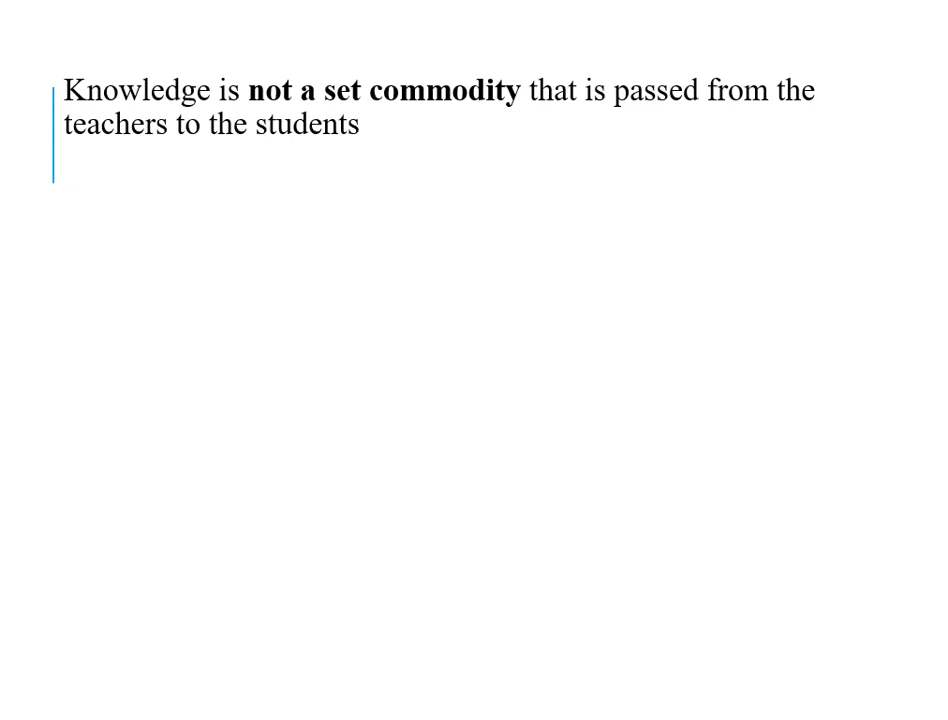 Knowledge is not a set commodity that is passed from the
teachers to the students